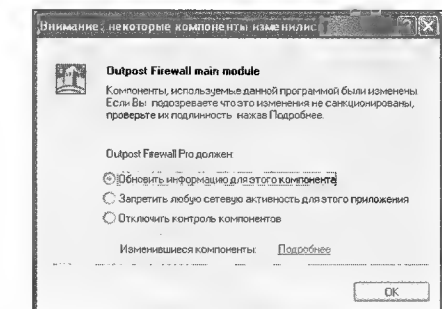 Внимание: некоторые компоненты изменилис
Outpost Firewall main module
Компоненты, используемые данной программой были изменены.
Если Вы подозреваете что это изменения не санкционированы,
проверьте их подлинность нажав Подробнее.
Outpost Firewall Pro должен:
Обновить информацию для этого компонента
Запретить любую сетевую активность для этого приложения
Отключить контроль компонентов
Изменившиеся компоненты: Подробнее
OK